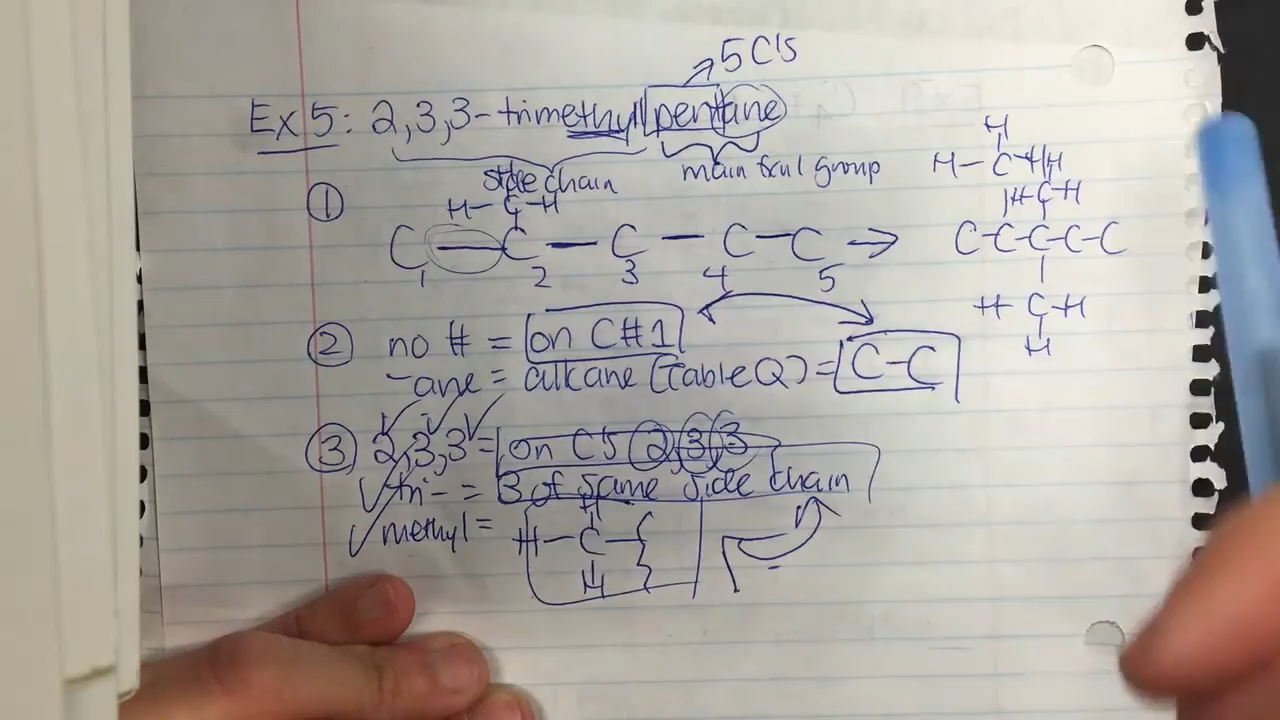 5 C'S
Ex 5: 2,3,3-trimethylpentane
side chain main fxnl group
①
H-C-H
C — C — C — C - C →
1 2 3 4 5
H
H-C-H
H-C-H
C-C-C-C-C
H C-H
H
② no # = on C#1
-ane = alkane (Table Q) = C-C
③ 2,3,3 = on C'S 2,3,3
tri- = 3 of same side chain
methyl =
H
H-C-
H